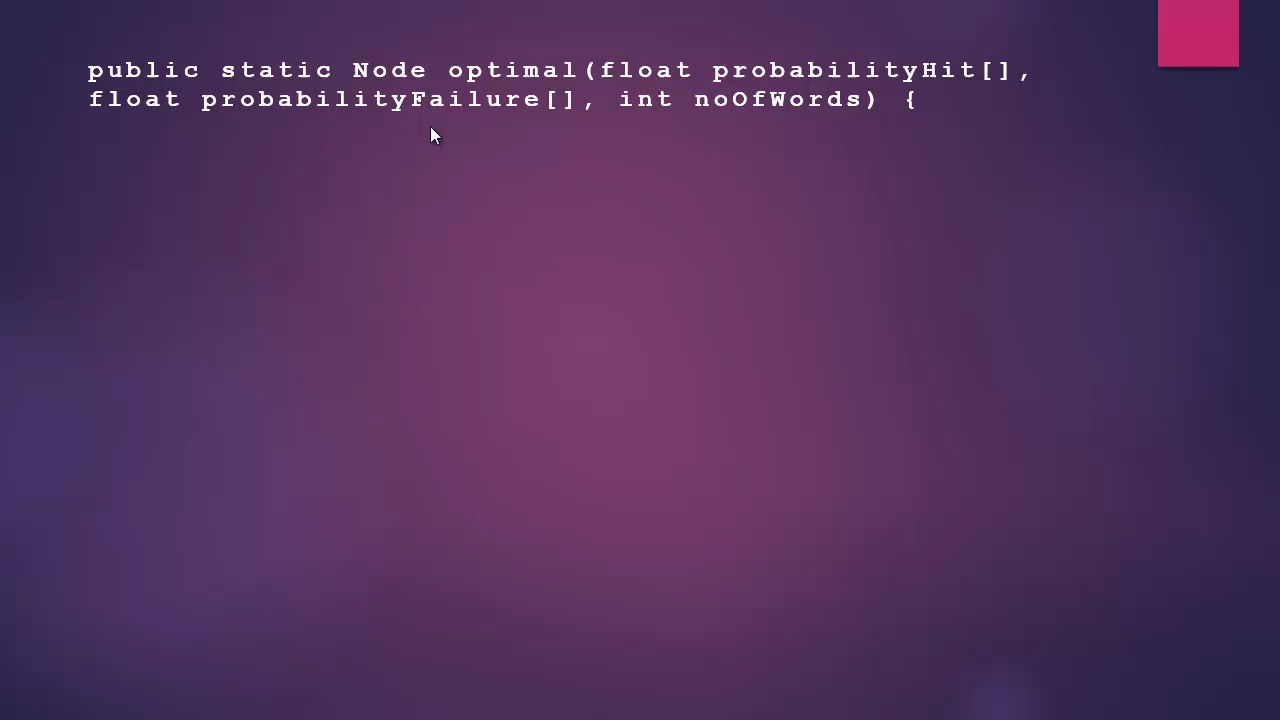 public static Node optimal(float probabilityHit[],
float probabilityFailure[], int noOfWords) {